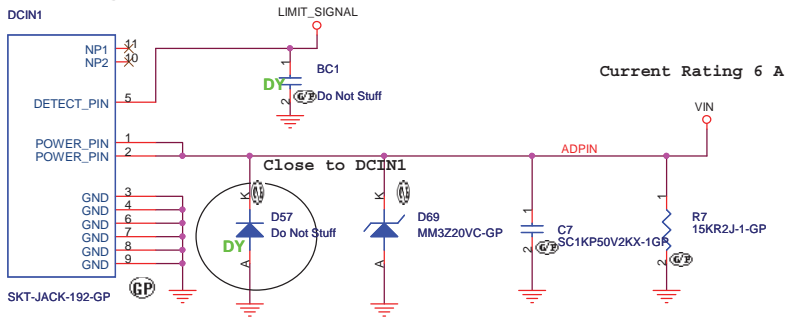 DCIN1
LIMIT_SIGNAL
NP1 11
NP2 10
1
BC1
DY
2 G/P Do Not Stuff
Current Rating 6 A
DETECT_PIN 5
VIN
POWER_PIN 1
POWER_PIN 2
ADPIN
Close to DCIN1
GND 3
GND 4
GND 6
GND 7
GND 8
GND 9
K
D57
Do Not Stuff
DY
A
K
D69
MM3Z20VC-GP
A
1
C7
SC1KP50V2KX-1GP
2 G/P
1
R7
15KR2J-1-GP
2 G/P
SKT-JACK-192-GP
GP